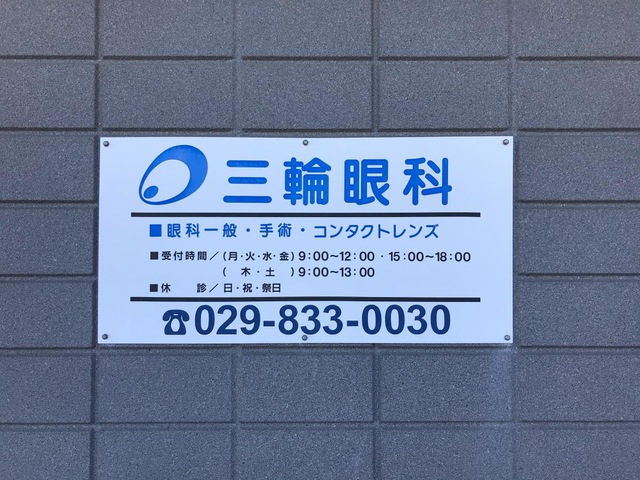 三輪眼科
■眼科一般・手術・コンタクトレンズ
■受付時間／(月・火・水・金) 9：00～12：00・15：00～18：00
(木・土) 9：00～13：00
■休診／日・祝・祭日
☎029-833-0030